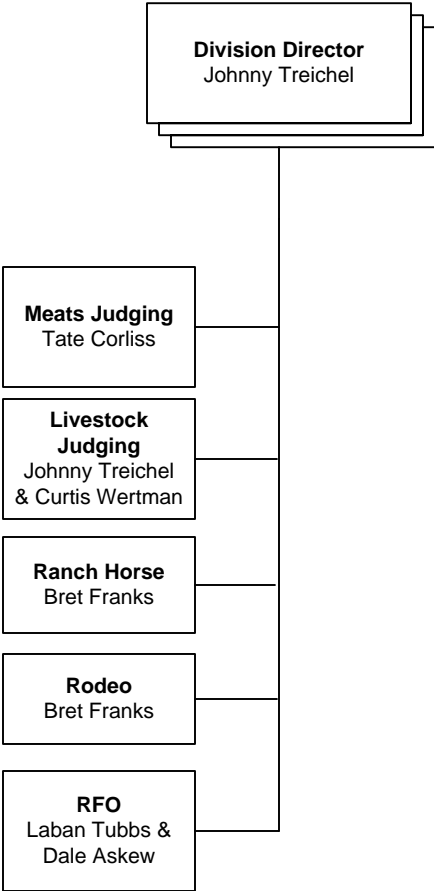 Division Director
Johnny Treichel
Meats Judging
Tate Corliss
Livestock
Judging
Johnny Treichel
& Curtis Wertman
Ranch Horse
Bret Franks
Rodeo
Bret Franks
RFO
Laban Tubbs &
Dale Askew